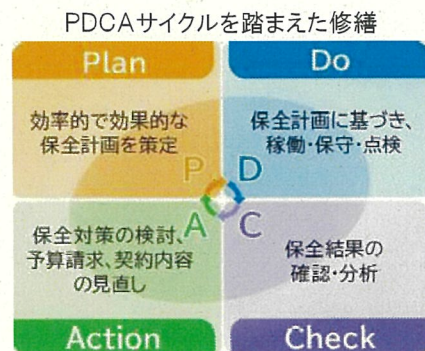 PDCAサイクルを踏まえた修繕
Plan
Do
効率的で効果的な
保全計画を策定
保全計画に基づき、
稼働・保守・点検
P
D
A
C
保全対策の検討、
予算請求、契約内容
の見直し
保全結果の
確認・分析
Action
Check